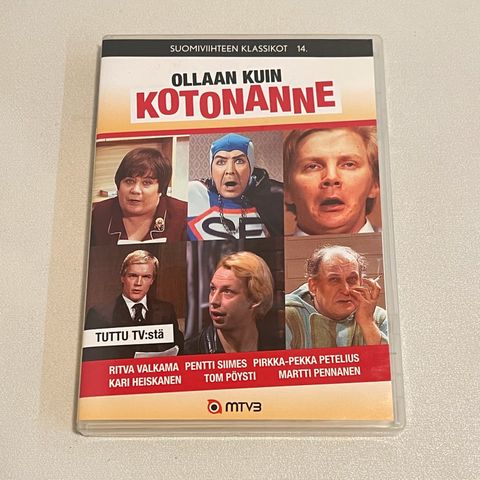 SUOMIVIIHTEEN KLASSIKOT 14.
OLLAAN KUIN
KOTONANNE
SE
TUTTU TV:stä
RITVA VALKAMA PENTTI SIIMES PIRKKA-PEKKA PETELIUS
KARI HEISKANEN TOM PÖYSTI MARTTI PENNANEN
MTV3